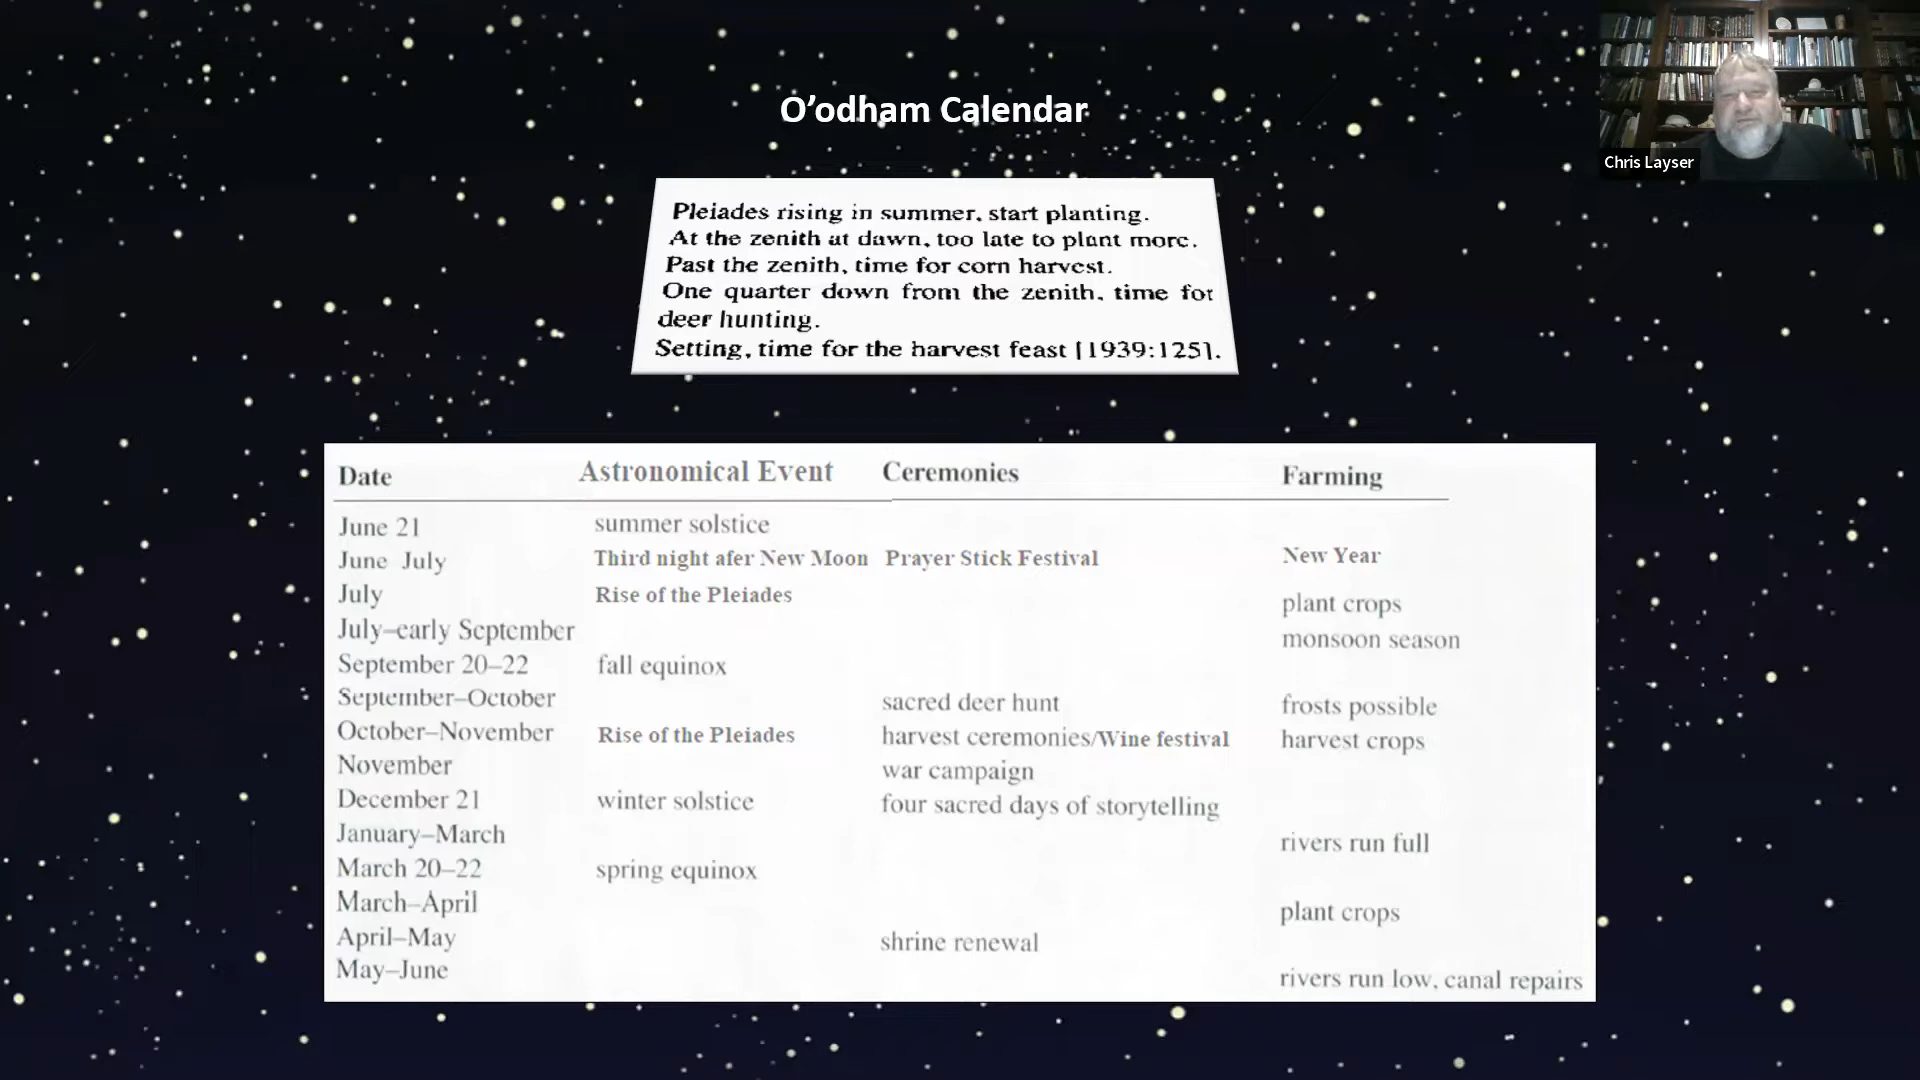 O'odham Calendar
Chris Layser
Pleiades rising in summer, start planting.
At the zenith at dawn, too late to plant more.
Past the zenith, time for corn harvest.
One quarter down from the zenith, time for
deer hunting.
Setting, time for the harvest feast [1939:125].
Date Astronomical Event Ceremonies Farming
June 21 summer solstice
June July Third night afer New Moon Prayer Stick Festival New Year
July Rise of the Pleiades plant crops
July–early September monsoon season
September 20–22 fall equinox
September–October sacred deer hunt frosts possible
October–November Rise of the Pleiades harvest ceremonies/Wine festival harvest crops
November war campaign
December 21 winter solstice four sacred days of storytelling
January–March rivers run full
March 20–22 spring equinox
March–April plant crops
April–May shrine renewal
May–June rivers run low, canal repairs